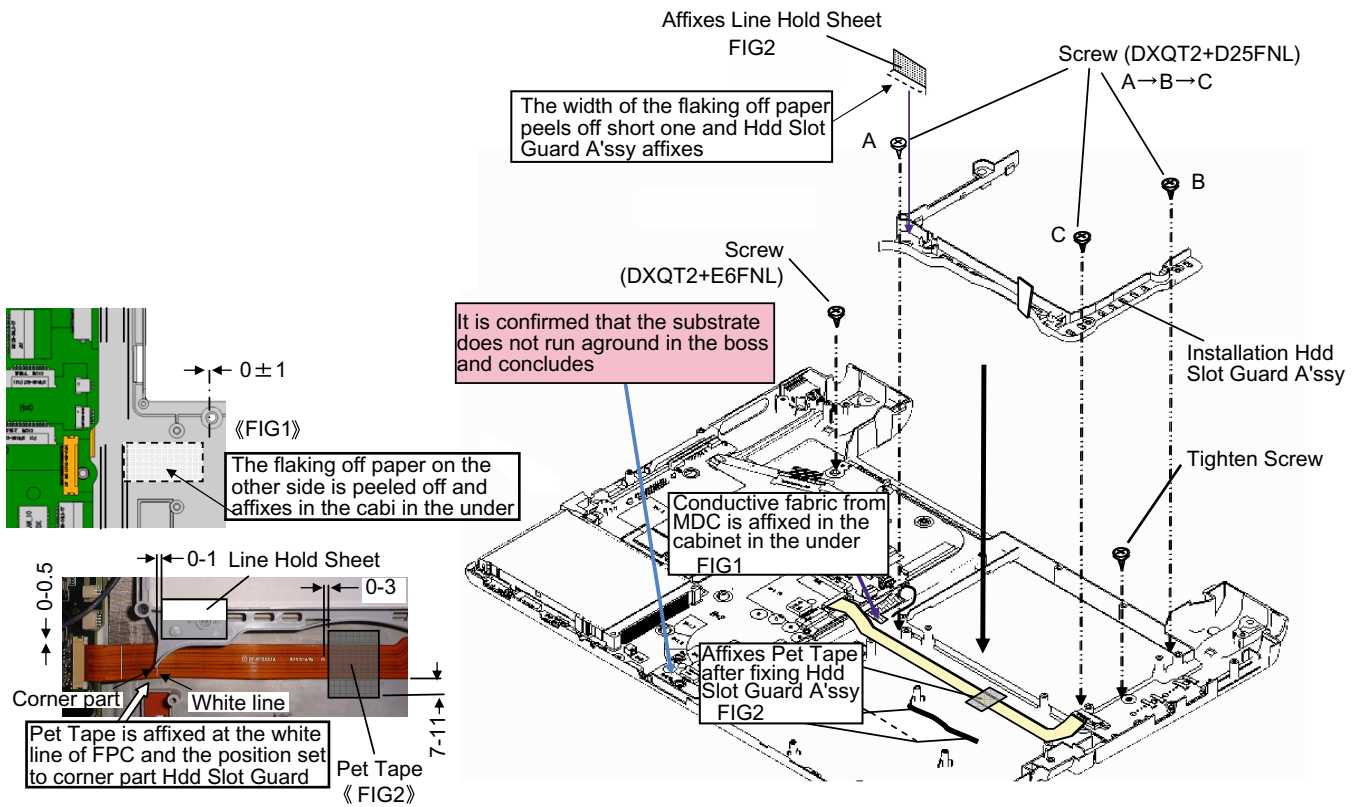 Affixes Line Hold Sheet
FIG2
Screw (DXQT2+D25FNL)
A→B→C
The width of the flaking off paper
peels off short one and Hdd Slot
Guard A'ssy affixes
A
B
C
Screw
(DXQT2+E6FNL)
It is confirmed that the substrate
does not run aground in the boss
and concludes
Installation Hdd
Slot Guard A'ssy
0±1
《FIG1》
The flaking off paper on the
other side is peeled off and
affixes in the cabi in the under
Tighten Screw
Conductive fabric from
MDC is affixed in the
cabinet in the under
FIG1
0-1
Line Hold Sheet
0-3
0-0.5
Affixes Pet Tape
after fixing Hdd
Slot Guard A'ssy
FIG2
Corner part
White line
7-11
Pet Tape is affixed at the white
line of FPC and the position set
to corner part Hdd Slot Guard
Pet Tape
《FIG2》